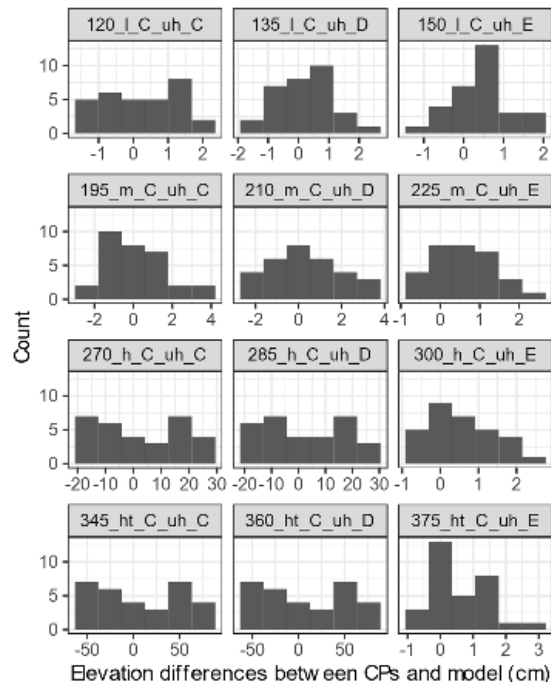 120_l_C_uh_C 135_l_C_uh_D 150_l_C_uh_E
10
5
0
-1 0 1 2 -2 -1 0 1 2 -1 0 1 2
195_m_C_uh_C 210_m_C_uh_D 225_m_C_uh_E
10
5
0
-2 0 2 4 -2 0 2 4 -1 0 1 2
Count
270_h_C_uh_C 285_h_C_uh_D 300_h_C_uh_E
10
5
0
-20 -10 0 10 20 30 -20 -10 0 10 20 30 -1 0 1 2
345_ht_C_uh_C 360_ht_C_uh_D 375_ht_C_uh_E
10
5
0
-50 0 50 -50 0 50 -1 0 1 2 3
Elevation differences between CPs and model (cm)